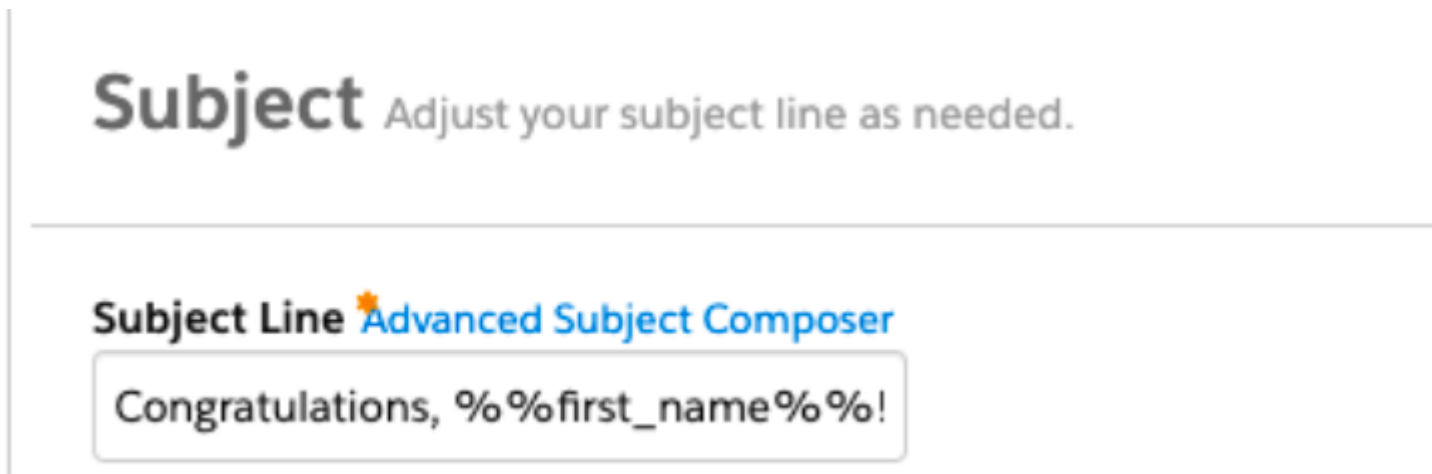 Subject Adjust your subject line as needed.
Subject Line *Advanced Subject Composer
Congratulations, %%first_name%%!